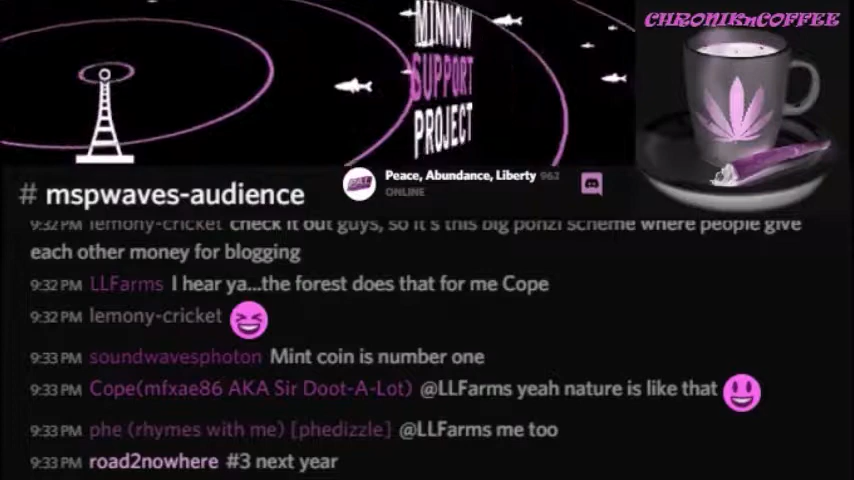 MINNOW
SUPPORT
PROJECT
CHRONIKnCOFFEE
# mspwaves-audience
Peace, Abundance, Liberty 962
ONLINE
9:32 PM lemony-cricket check it out guys, so it's this big ponzi scheme where people give
each other money for blogging
9:32 PM LLFarms I hear ya...the forest does that for me Cope
9:32 PM lemony-cricket
9:33 PM soundwavesphoton Mint coin is number one
9:33 PM Cope(mfxae86 AKA Sir Doot-A-Lot) @LLFarms yeah nature is like that
9:33 PM phe (rhymes with me) [phedizzle] @LLFarms me too
9:33 PM road2nowhere #3 next year